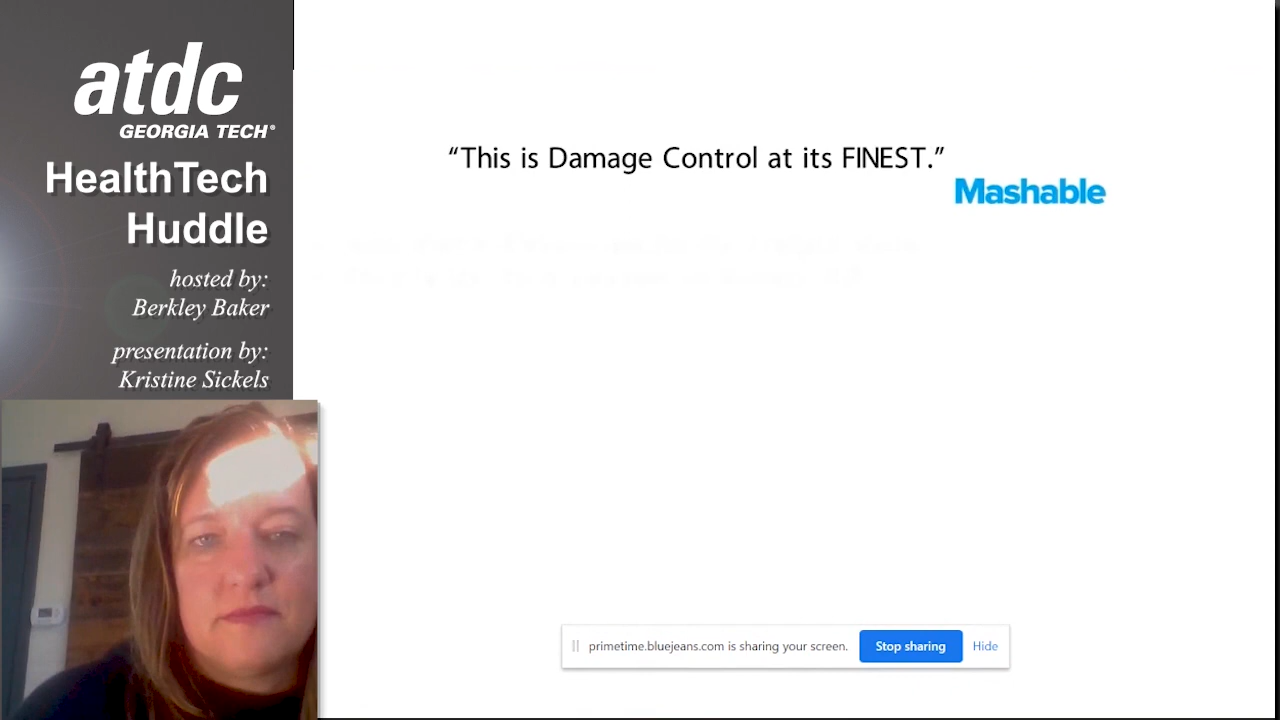 atdc
GEORGIA TECH®
HealthTech
Huddle
hosted by:
Berkley Baker
presentation by:
Kristine Sickels
“This is Damage Control at its FINEST.”
Mashable
primetime.bluejeans.com is sharing your screen.
Stop sharing
Hide